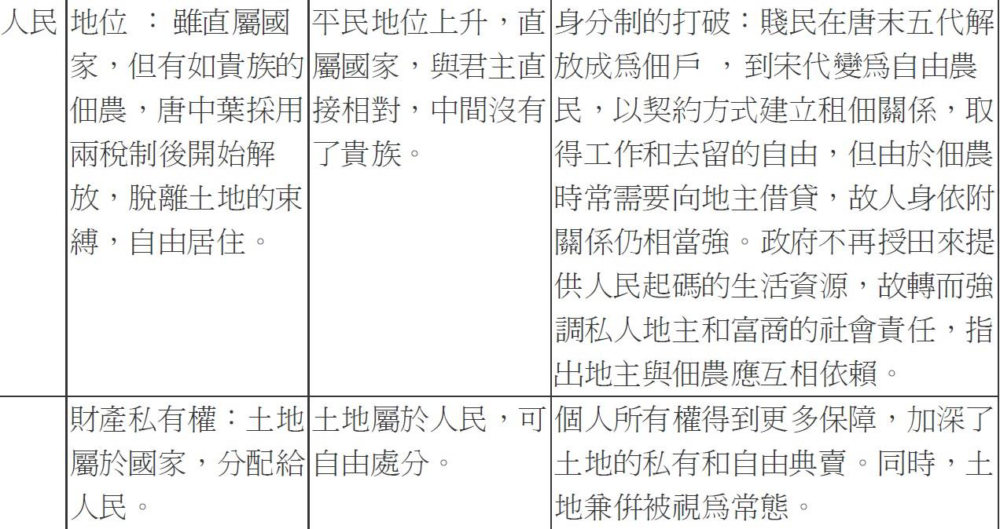 人民
地位 ： 雖直屬國
家，但有如貴族的
佃農，唐中葉採用
兩稅制後開始解
放，脫離土地的束
縛，自由居住。
平民地位上升，直
屬國家，與君主直
接相對，中間沒有
了貴族。
身分制的打破：賤民在唐末五代解
放成為佃戶 ，到宋代變為自由農
民，以契約方式建立租佃關係，取
得工作和去留的自由，但由於佃農
時常需要向地主借貸，故人身依附
關係仍相當強。政府不再授田來提
供人民起碼的生活資源，故轉而強
調私人地主和富商的社會責任，指
出地主與佃農應互相依賴。
財產私有權：土地
屬於國家，分配給
人民。
土地屬於人民，可
自由處分。
個人所有權得到更多保障，加深了
土地的私有和自由典賣。同時，土
地兼併被視為常態。